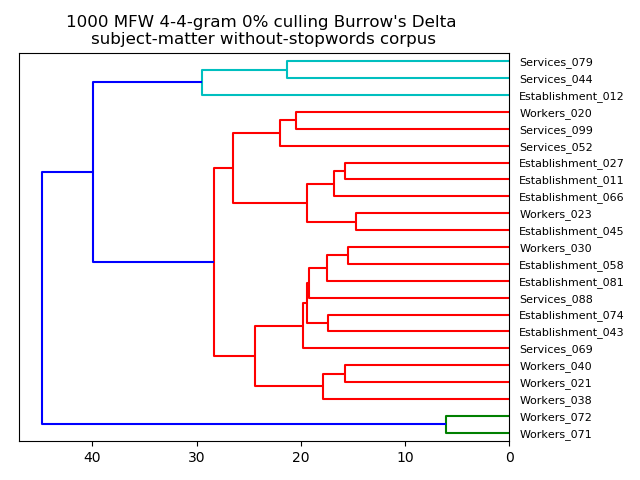 1000 MFW 4-4-gram 0% culling Burrow's Delta
subject-matter without-stopwords corpus
Services_079
Services_044
Establishment_012
Workers_020
Services_099
Services_052
Establishment_027
Establishment_011
Establishment_066
Workers_023
Establishment_045
Workers_030
Establishment_058
Establishment_081
Services_088
Establishment_074
Establishment_043
Services_069
Workers_040
Workers_021
Workers_038
Workers_072
Workers_071
40 30 20 10 0